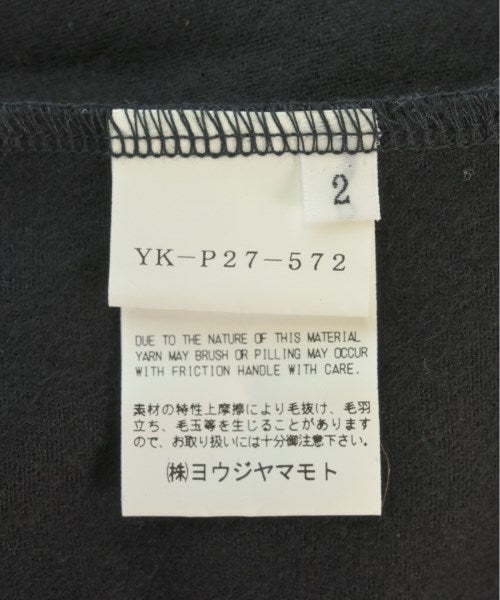 2
YK-P27-572
DUE TO THE NATURE OF THIS MATERIAL
YARN MAY BRUSH OR PILLING MAY OCCUR
WITH FRICTION HANDLE WITH CARE.
素材の特性上摩擦により毛抜け、毛羽
立ち、毛玉等を生じることがあります
ので、お取り扱いには十分御注意下さい。
㈱ヨウジヤマモト